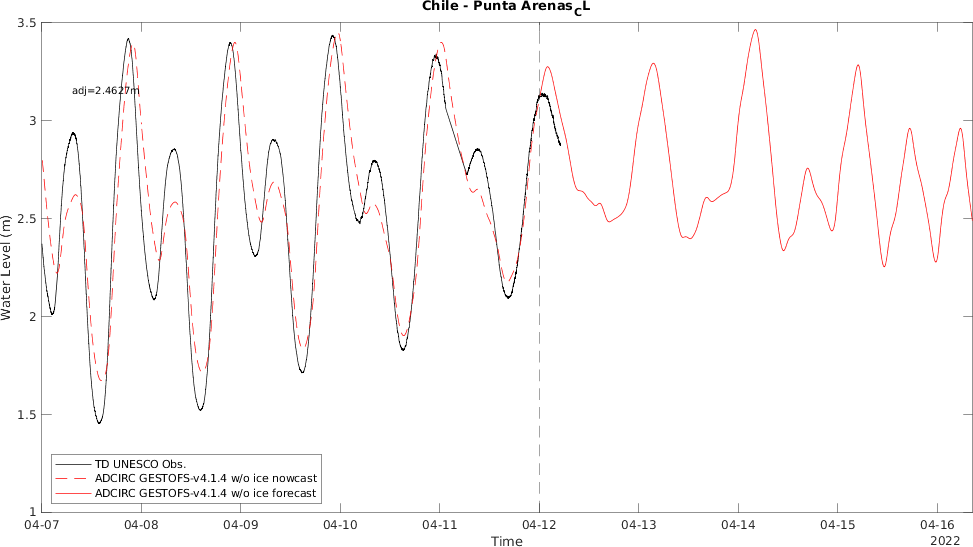 Chile - Punta Arenas_CL
adj=2.4627m
3.5
3
2.5
2
1.5
1
Water Level (m)
TD UNESCO Obs.
ADCIRC GESTOFS-v4.1.4 w/o ice nowcast
ADCIRC GESTOFS-v4.1.4 w/o ice forecast
04-07 04-08 04-09 04-10 04-11 04-12 04-13 04-14 04-15 04-16
Time
2022